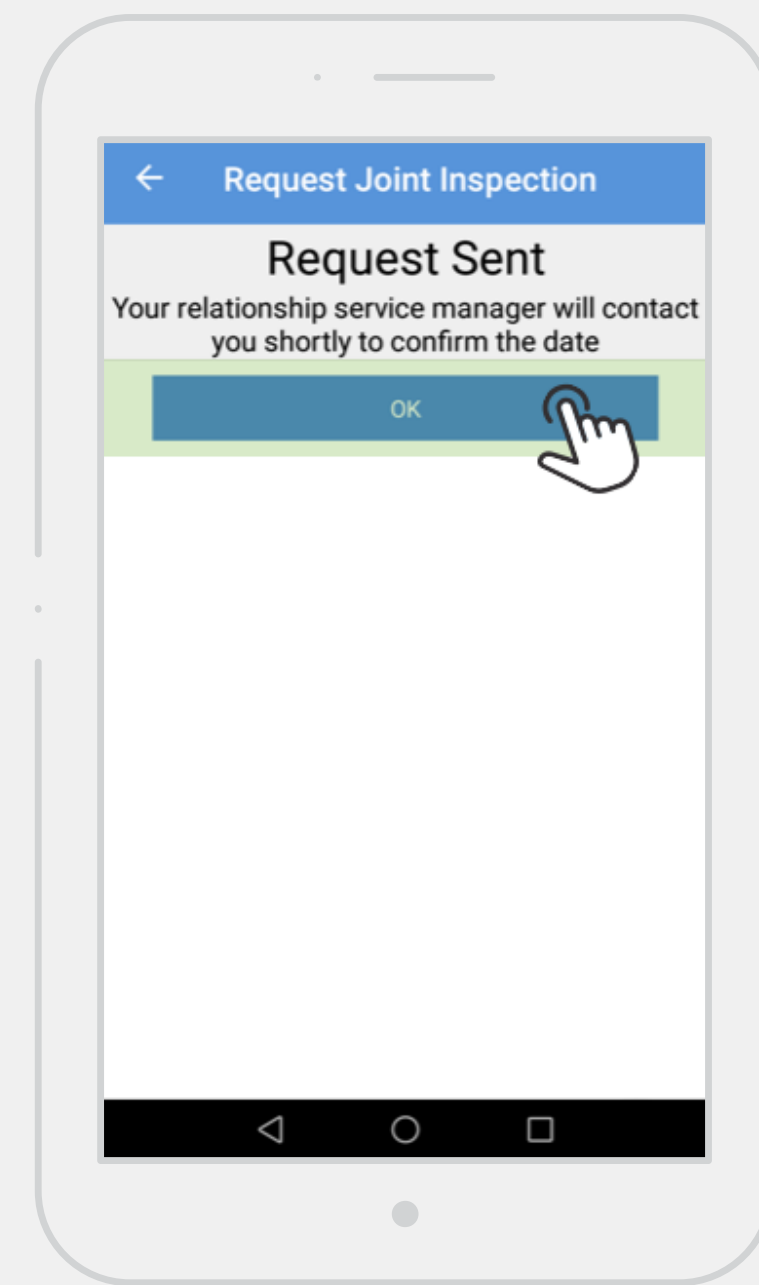 Request Joint Inspection
Request Sent
Your relationship service manager will contact
you shortly to confirm the date
OK